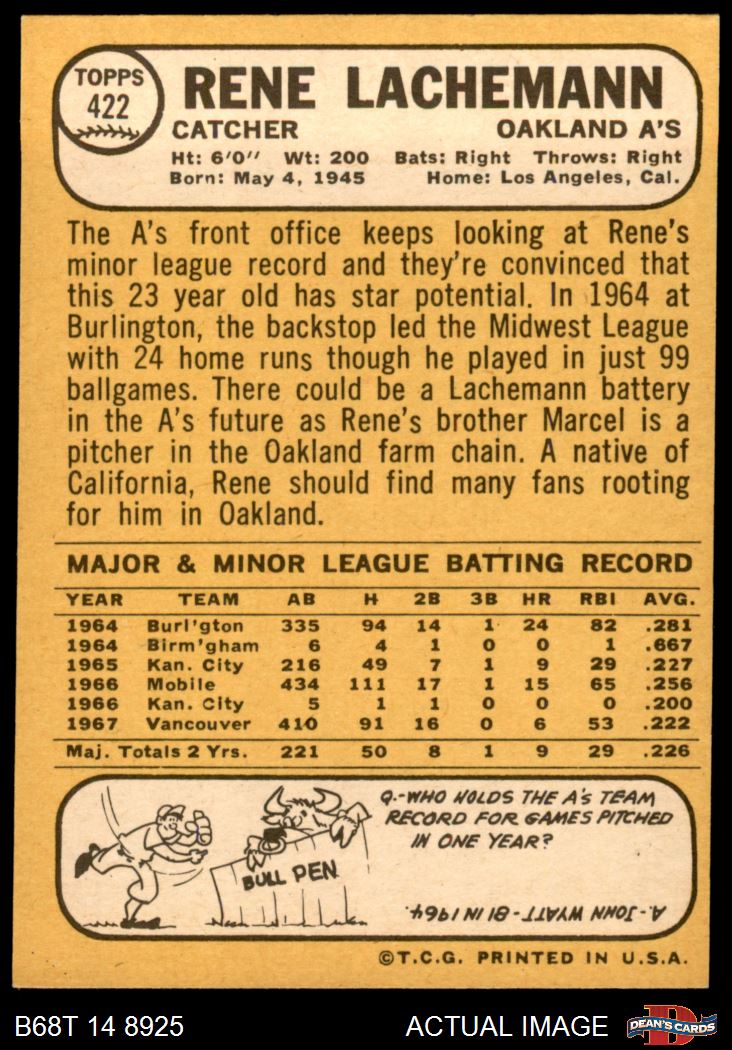 TOPPS
422
RENE LACHEMANN
CATCHER OAKLAND A'S
Ht: 6'0" Wt: 200 Bats: Right Throws: Right
Born: May 4, 1945 Home: Los Angeles, Cal.
The A's front office keeps looking at Rene's
minor league record and they're convinced that
this 23 year old has star potential. In 1964 at
Burlington, the backstop led the Midwest League
with 24 home runs though he played in just 99
ballgames. There could be a Lachemann battery
in the A's future as Rene's brother Marcel is a
pitcher in the Oakland farm chain. A native of
California, Rene should find many fans rooting
for him in Oakland.
MAJOR & MINOR LEAGUE BATTING RECORD
YEAR TEAM AB H 2B 3B HR RBI AVG.
1964 Burl'gton 335 94 14 1 24 82 .281
1964 Birm'gham 6 4 1 0 0 1 .667
1965 Kan. City 216 49 7 1 9 29 .227
1966 Mobile 434 111 17 1 15 65 .256
1966 Kan. City 5 1 1 0 0 0 .200
1967 Vancouver 410 91 16 0 6 53 .222
Maj. Totals 2 Yrs. 221 50 8 1 9 29 .226
Q.-WHO HOLDS THE A's TEAM
RECORD FOR GAMES PITCHED
IN ONE YEAR?
BULL PEN
A-JOHN WYATT-81 IN 1964.
©T.C.G. PRINTED IN U.S.A.
B68T 14 8925 ACTUAL IMAGE
D
DEAN'S CARDS